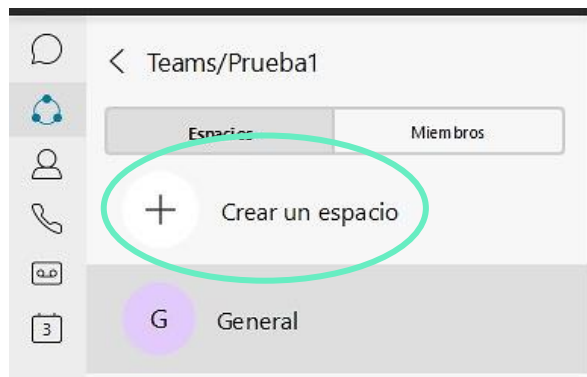 Teams/Prueba1
Espacios Miembros
+ Crear un espacio
G General
3